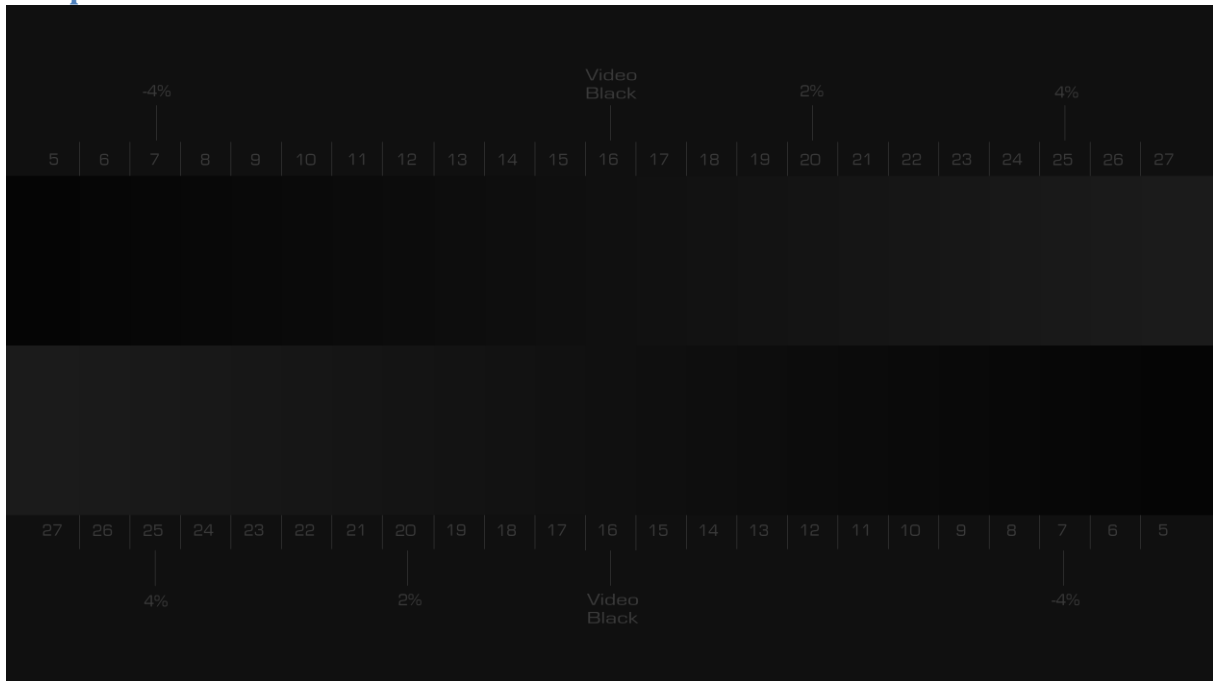 Video
Black
-4% 2% 4%
5 6 7 8 9 10 11 12 13 14 15 16 17 18 19 20 21 22 23 24 25 26 27
27 26 25 24 23 22 21 20 19 18 17 16 15 14 13 12 11 10 9 8 7 6 5
4% 2% Video -4%
Black